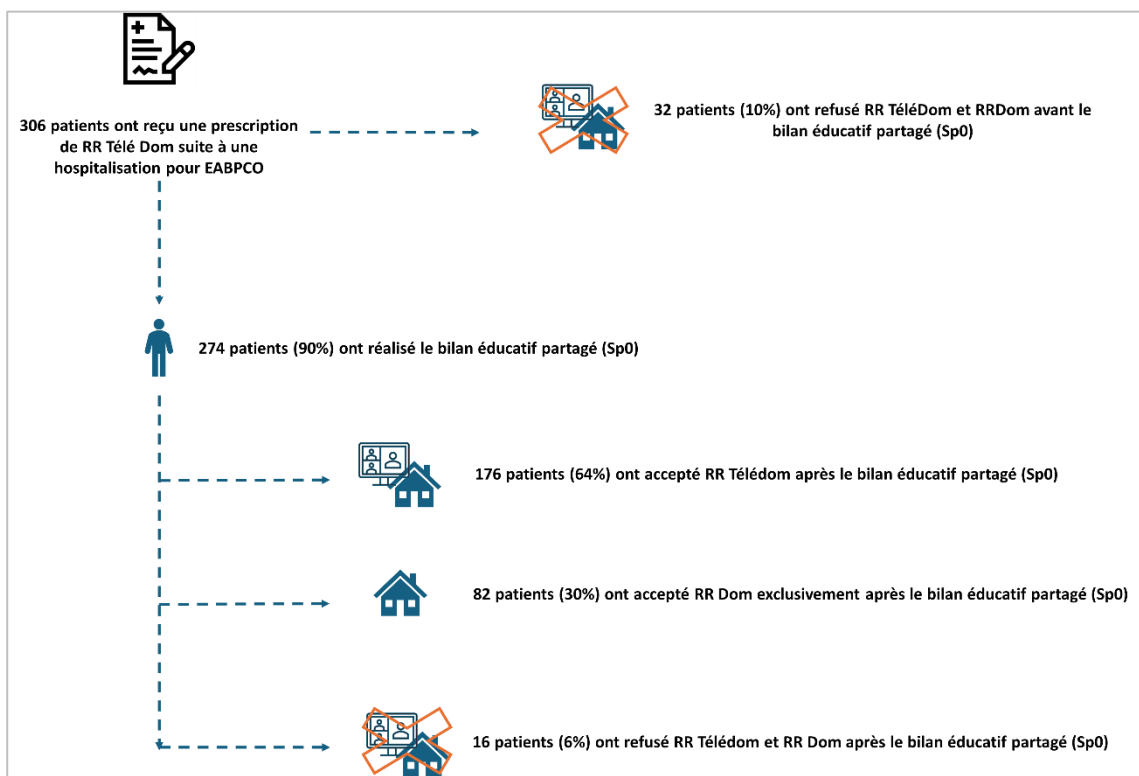 306 patients ont reçu une prescription
de RR Télé Dom suite à une
hospitalisation pour EABPCO
32 patients (10%) ont refusé RR TéléDom et RRDom avant le
bilan éducatif partagé (Sp0)
274 patients (90%) ont réalisé le bilan éducatif partagé (Sp0)
176 patients (64%) ont accepté RR Télédom après le bilan éducatif partagé (Sp0)
82 patients (30%) ont accepté RR Dom exclusivement après le bilan éducatif partagé (Sp0)
16 patients (6%) ont refusé RR Télédom et RR Dom après le bilan éducatif partagé (Sp0)